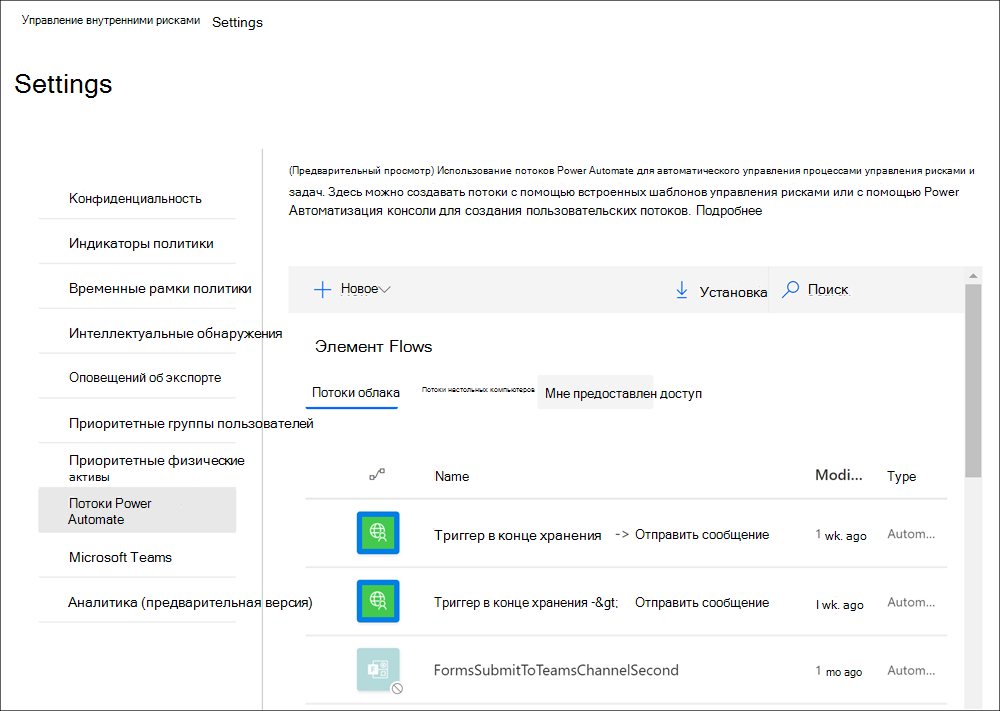 Управление внутренними рисками Settings
Settings
Конфиденциальность
Индикаторы политики
Временные рамки политики
Интеллектуальные обнаружения
Оповещений об экспорте
Приоритетные группы пользователей
Приоритетные физические
активы
Потоки Power
Automate
Microsoft Teams
Аналитика (предварительная версия)
(Предварительный просмотр) Использование потоков Power Automate для автоматического управления процессами управления рисками и
задач. Здесь можно создавать потоки с помощью встроенных шаблонов управления рисками или с помощью Power
Автоматизация консоли для создания пользовательских потоков. Подробнее
Новое Установка Поиск
Элемент Flows
Потоки облака Потоки настольных компьютеров Мне предоставлен доступ
Name Modi... Type
Триггер в конце хранения -> Отправить сообщение 1 wk. ago Autom...
Триггер в конце хранения -&gt; Отправить сообщение I wk. ago Autom...
FormsSubmitToTeamsChannelSecond 1 mo ago Autom...